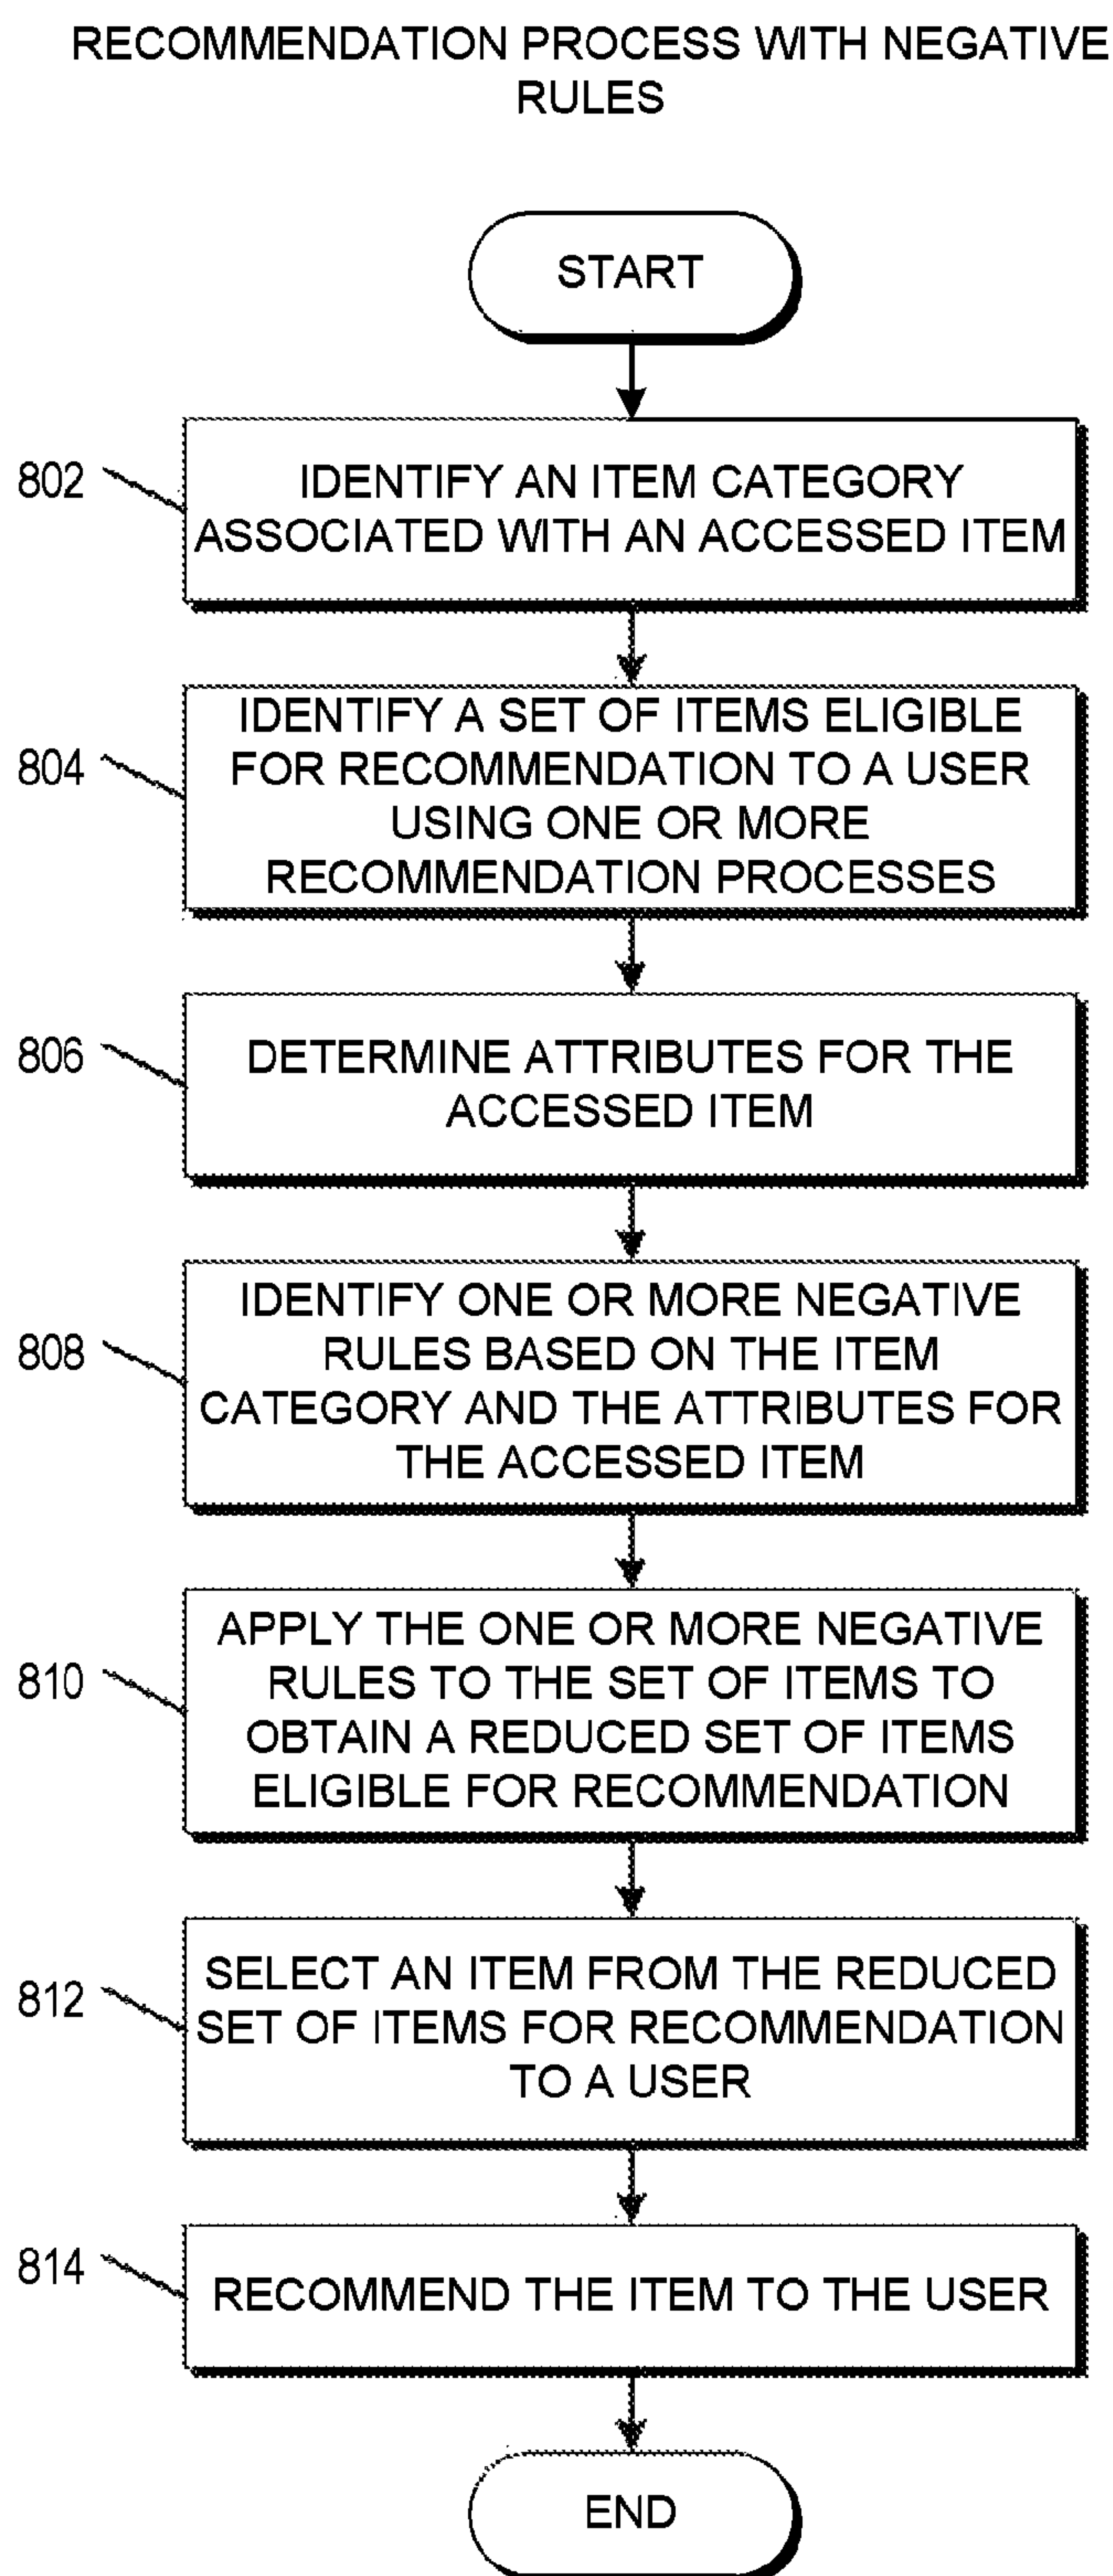 RECOMMENDATION PROCESS WITH NEGATIVE
RULES
START
802
IDENTIFY AN ITEM CATEGORY
ASSOCIATED WITH AN ACCESSED ITEM
804
IDENTIFY A SET OF ITEMS ELIGIBLE
FOR RECOMMENDATION TO A USER
USING ONE OR MORE
RECOMMENDATION PROCESSES
806
DETERMINE ATTRIBUTES FOR THE
ACCESSED ITEM
808
IDENTIFY ONE OR MORE NEGATIVE
RULES BASED ON THE ITEM
CATEGORY AND THE ATTRIBUTES FOR
THE ACCESSED ITEM
810
APPLY THE ONE OR MORE NEGATIVE
RULES TO THE SET OF ITEMS TO
OBTAIN A REDUCED SET OF ITEMS
ELIGIBLE FOR RECOMMENDATION
812
SELECT AN ITEM FROM THE REDUCED
SET OF ITEMS FOR RECOMMENDATION
TO A USER
814
RECOMMEND THE ITEM TO THE USER
END